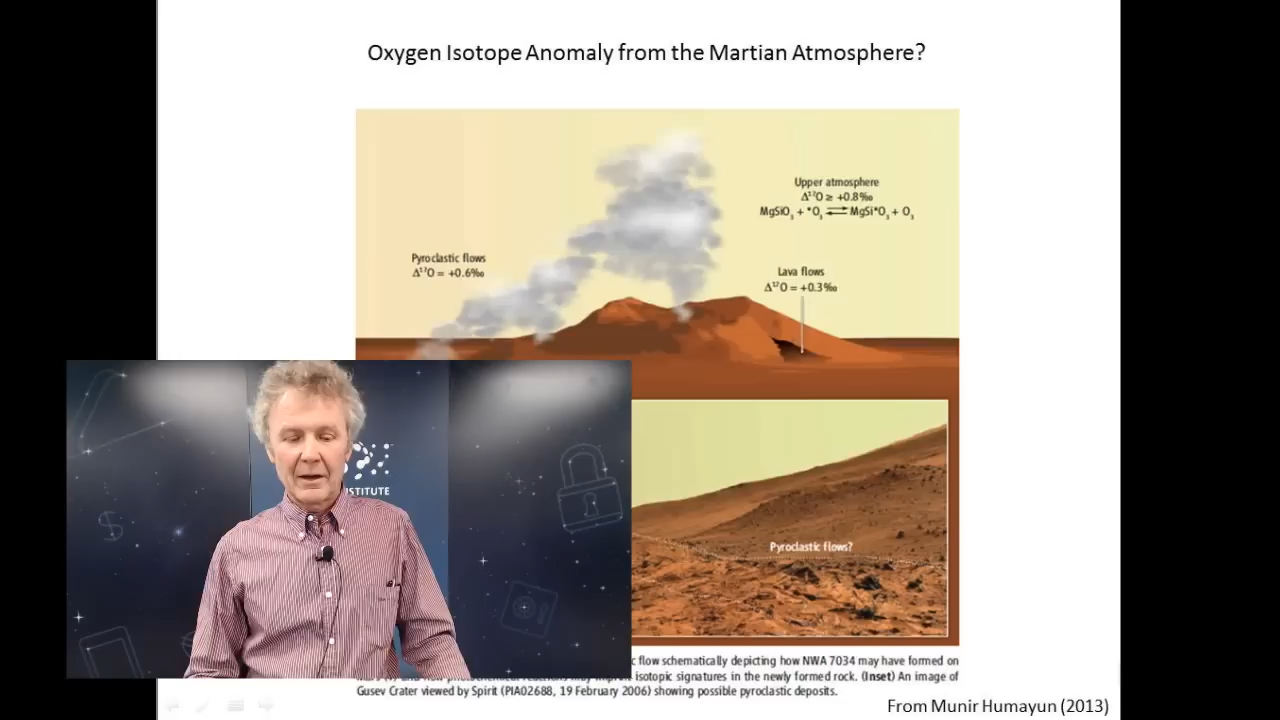 Oxygen Isotope Anomaly from the Martian Atmosphere?
Upper atmosphere
Δ¹⁷O ≥ +0.8‰
MgSiO₃ + *O₃ ⇌ MgSi*O₃ + O₃
Pyroclastic flows
Δ¹⁷O = +0.6‰
Lava flows
Δ¹⁷O = +0.3‰
STITUTE
Pyroclastic flows?
c flow schematically depicting how NWA 7034 may have formed on
isotopic signatures in the newly formed rock. (Inset) An image of
Gusev Crater viewed by Spirit (PIA02688, 19 February 2006) showing possible pyroclastic deposits.
From Munir Humayun (2013)